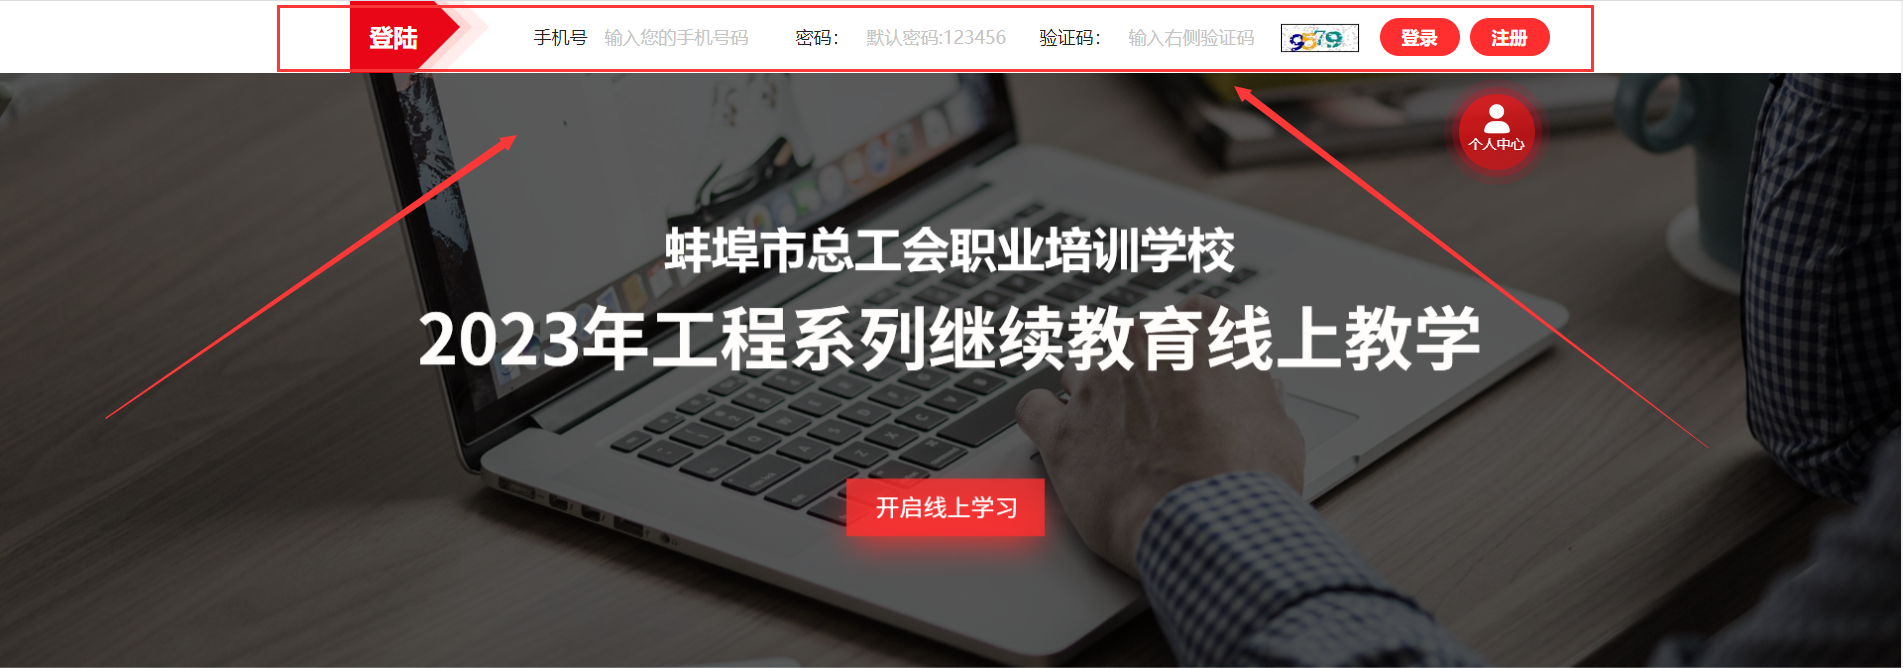 登陆 手机号 输入您的手机号码 密码： 默认密码:123456 验证码： 输入右侧验证码 9579 登录 注册
个人中心
蚌埠市总工会职业培训学校
2023年工程系列继续教育线上教学
开启线上学习